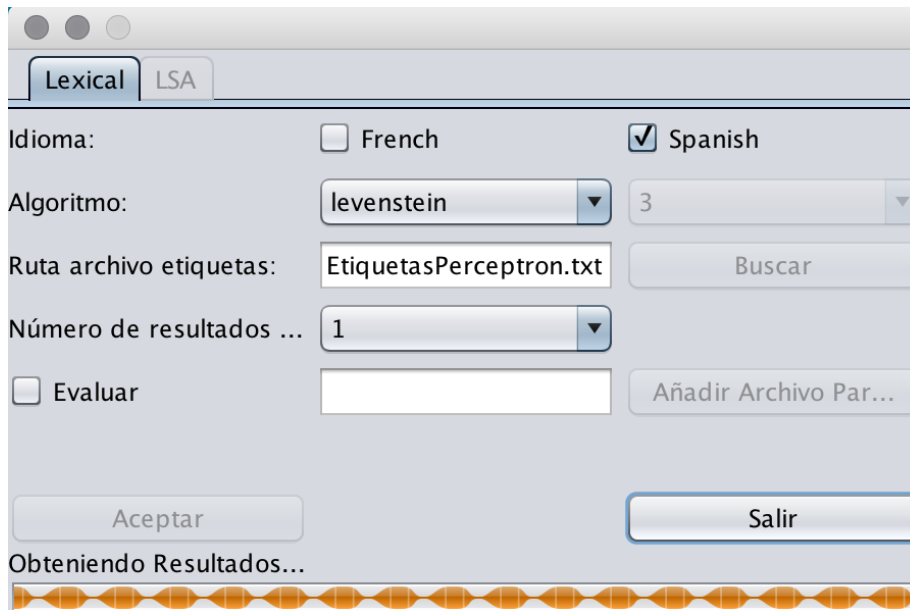 Lexical LSA
Idioma: French Spanish
Algoritmo: levenstein 3
Ruta archivo etiquetas: EtiquetasPerceptron.txt Buscar
Número de resultados ... 1
Evaluar Añadir Archivo Par...
Aceptar Salir
Obteniendo Resultados...